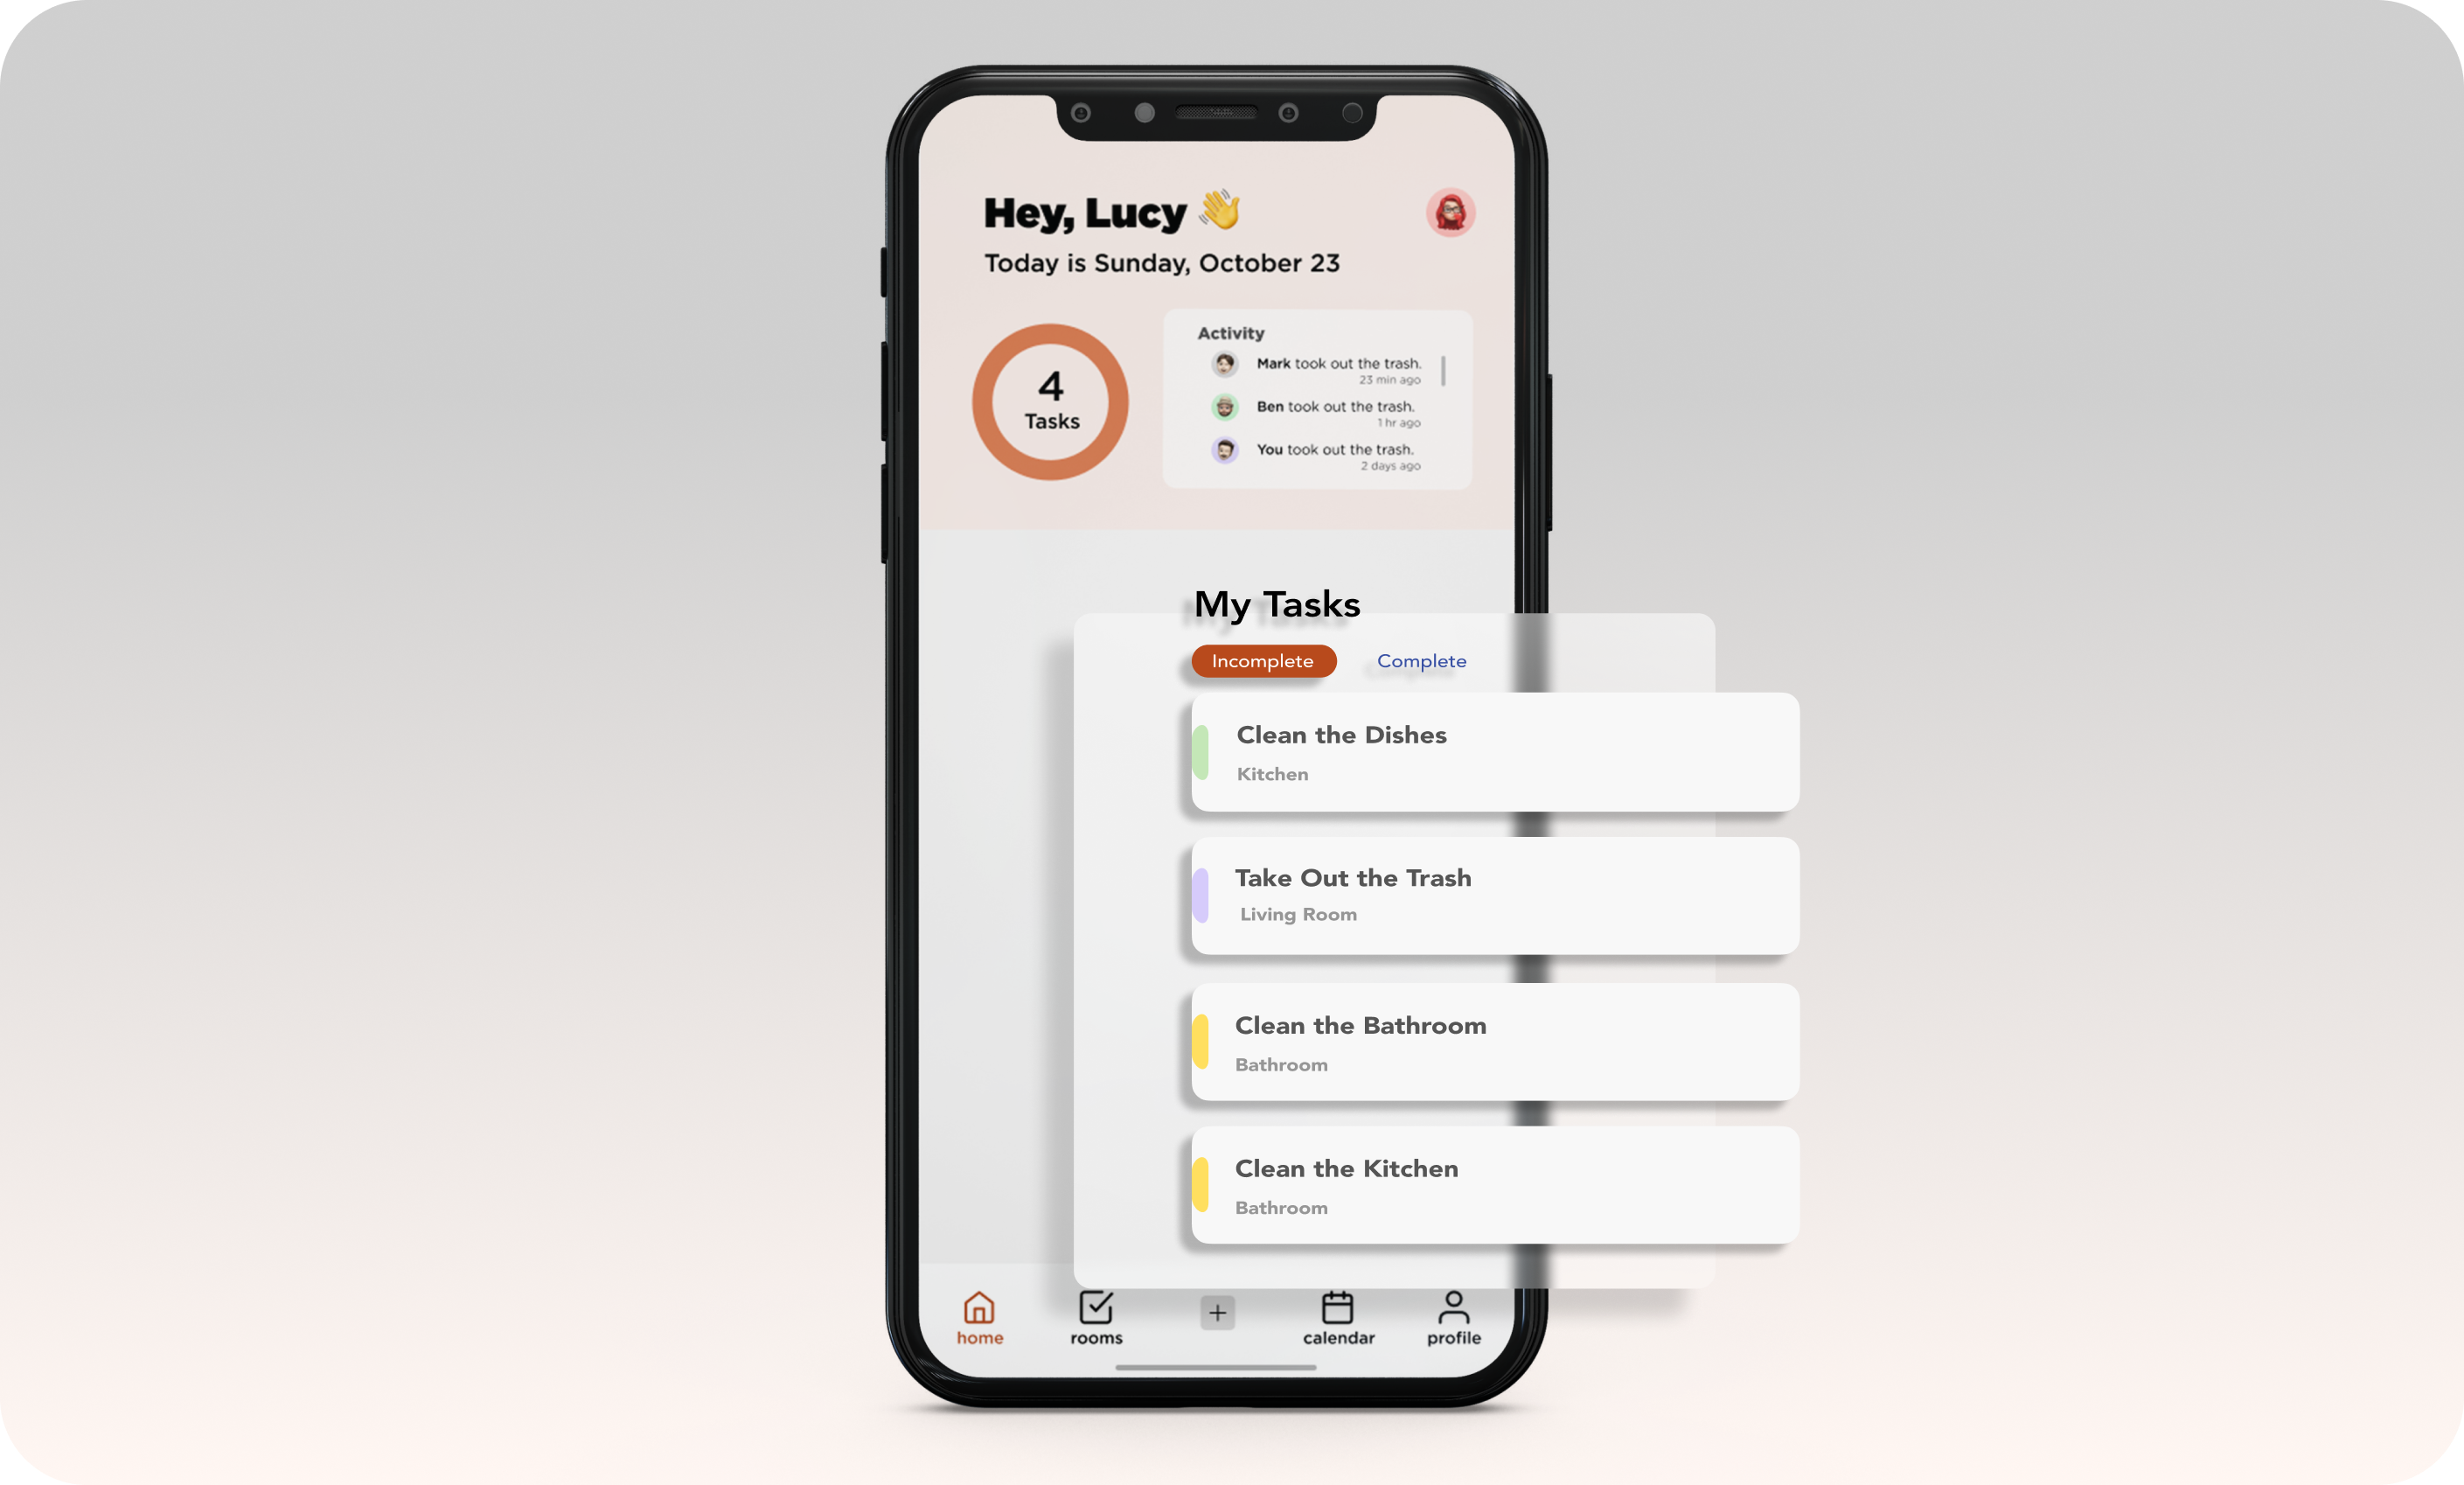 Hey, Lucy 👋
Today is Sunday, October 23
4
Tasks
Activity
Mark took out the trash.
23 min ago
Ben took out the trash.
1 hr ago
You took out the trash.
2 days ago
My Tasks
Incomplete
Complete
Clean the Dishes
Kitchen
Take Out the Trash
Living Room
Clean the Bathroom
Bathroom
Clean the Kitchen
Bathroom
home
rooms
calendar
profile